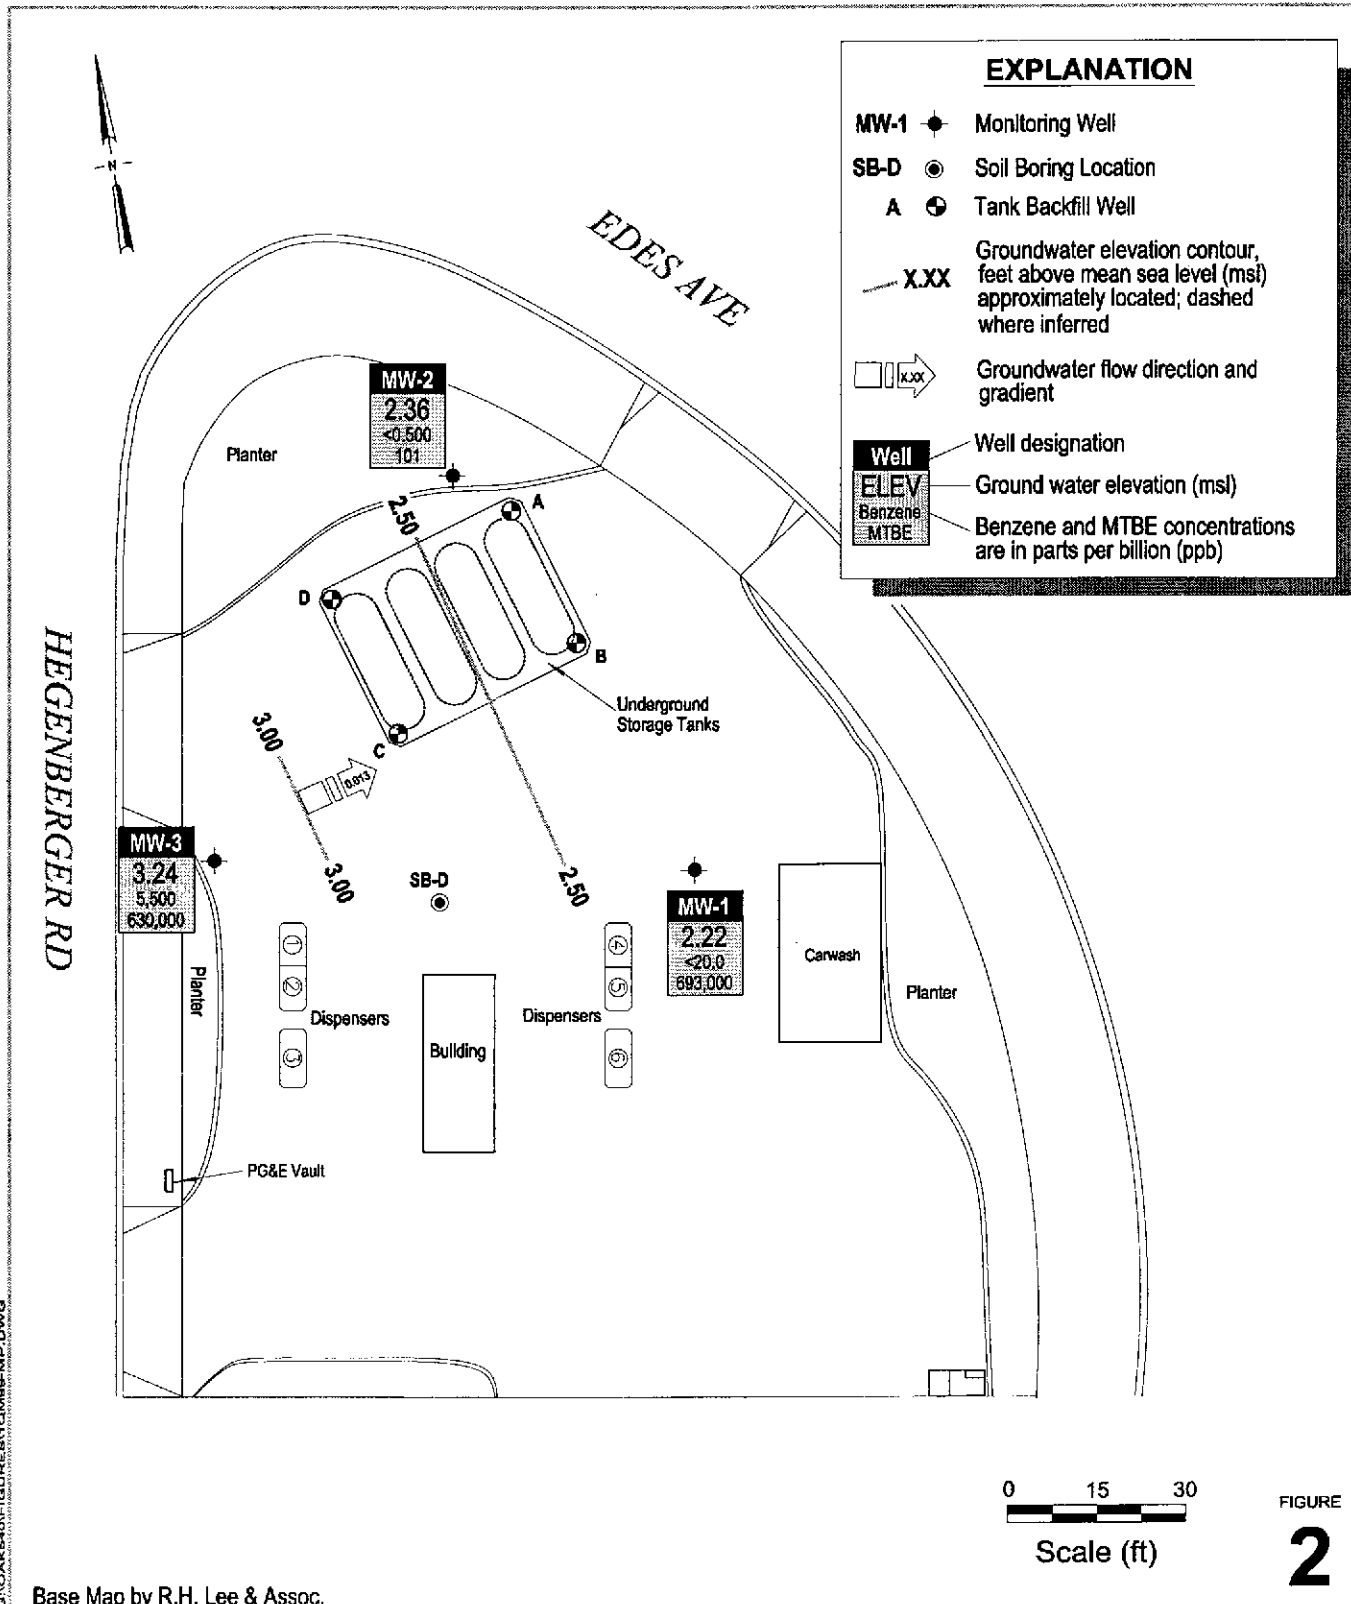 EXPLANATION
MW-1 Monitoring Well
SB-D Soil Boring Location
A Tank Backfill Well
X.XX Groundwater elevation contour,
feet above mean sea level (msl)
approximately located; dashed
where inferred
X.XX Groundwater flow direction and
gradient
Well
ELEV
Benzene
MTBE
Well designation
Ground water elevation (msl)
Benzene and MTBE concentrations
are in parts per billion (ppb)
N
EDES AVE
HEGENBERGER RD
MW-2
2.36
<0.500
101
Planter
2.50
A
D
B
C
Underground
Storage Tanks
3.00
0.013
3.00
2.50
MW-3
3.24
5,500
630,000
SB-D
MW-1
2.22
<20.0
693,000
Carwash
Planter
Planter
1
2
3
Dispensers
4
5
6
Dispensers
Building
PG&E Vault
0 15 30
Scale (ft)
FIGURE
2
Base Map by R.H. Lee & Assoc.